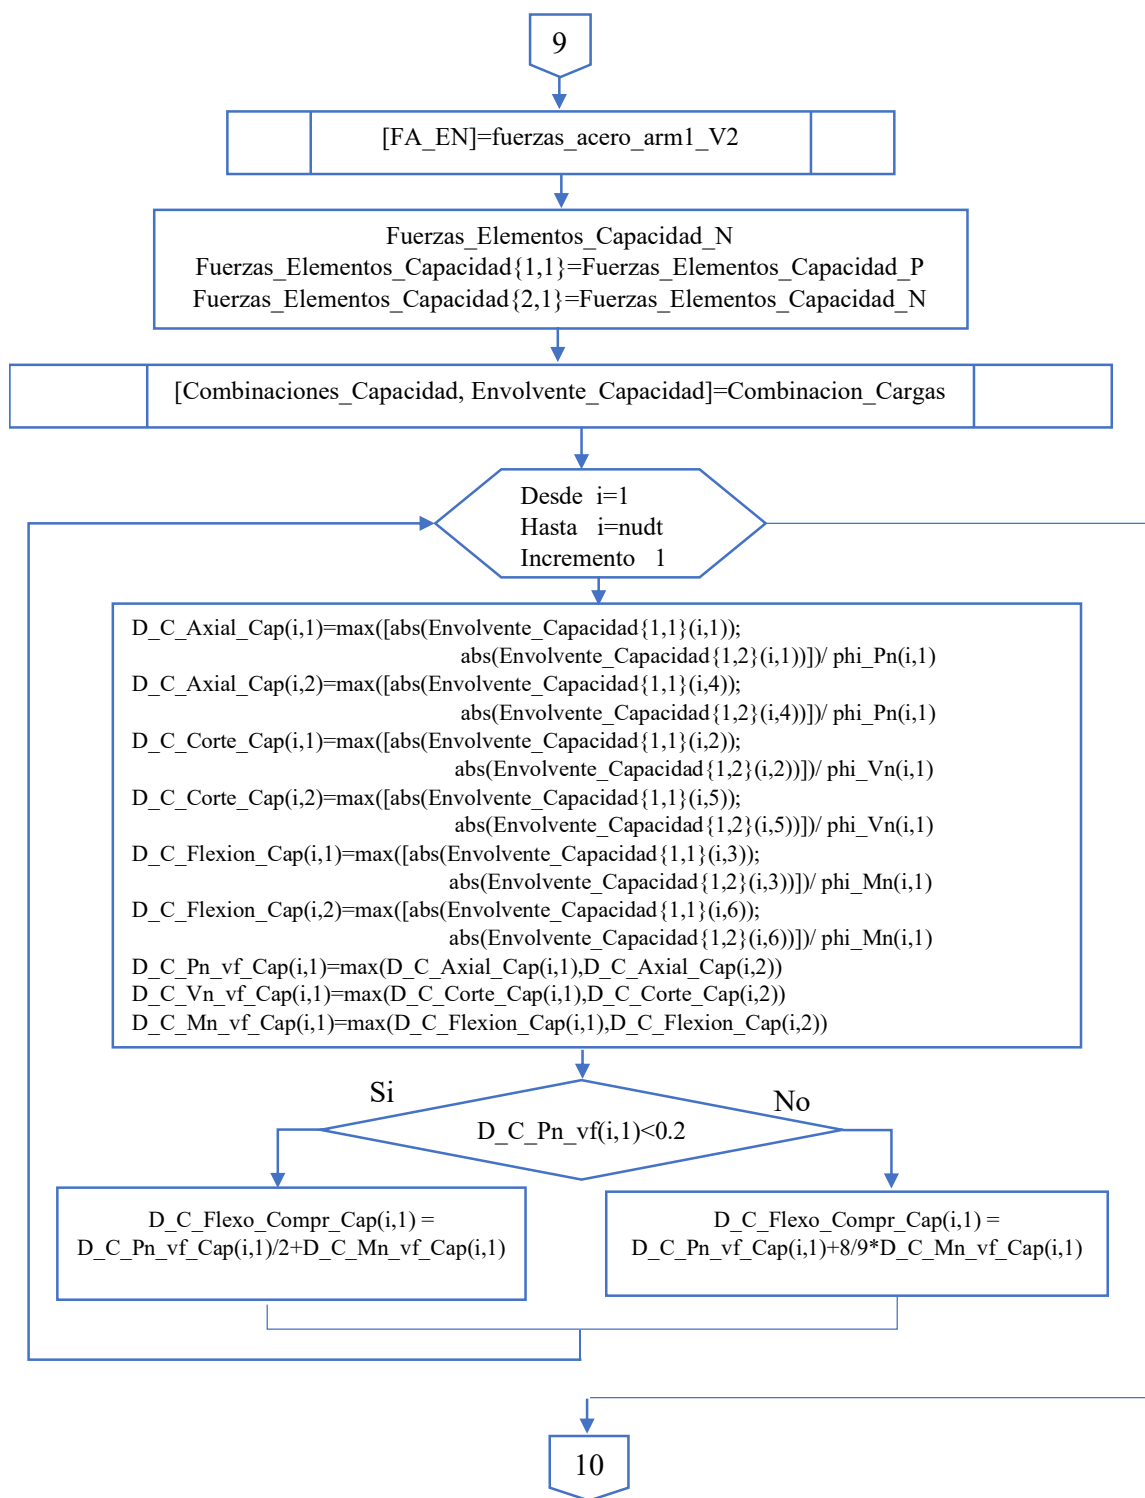 9
[FA_EN]=fuerzas_acero_arm1_V2
Fuerzas_Elementos_Capacidad_N
Fuerzas_Elementos_Capacidad{1,1}=Fuerzas_Elementos_Capacidad_P
Fuerzas_Elementos_Capacidad{2,1}=Fuerzas_Elementos_Capacidad_N
[Combinaciones_Capacidad, Envolvente_Capacidad]=Combinacion_Cargas
Desde i=1
Hasta i=nudt
Incremento 1
D_C_Axial_Cap(i,1)=max([abs(Envolvente_Capacidad{1,1}(i,1));
abs(Envolvente_Capacidad{1,2}(i,1))])/ phi_Pn(i,1)
D_C_Axial_Cap(i,2)=max([abs(Envolvente_Capacidad{1,1}(i,4));
abs(Envolvente_Capacidad{1,2}(i,4))])/ phi_Pn(i,1)
D_C_Corte_Cap(i,1)=max([abs(Envolvente_Capacidad{1,1}(i,2));
abs(Envolvente_Capacidad{1,2}(i,2))])/ phi_Vn(i,1)
D_C_Corte_Cap(i,2)=max([abs(Envolvente_Capacidad{1,1}(i,5));
abs(Envolvente_Capacidad{1,2}(i,5))])/ phi_Vn(i,1)
D_C_Flexion_Cap(i,1)=max([abs(Envolvente_Capacidad{1,1}(i,3));
abs(Envolvente_Capacidad{1,2}(i,3))])/ phi_Mn(i,1)
D_C_Flexion_Cap(i,2)=max([abs(Envolvente_Capacidad{1,1}(i,6));
abs(Envolvente_Capacidad{1,2}(i,6))])/ phi_Mn(i,1)
D_C_Pn_vf_Cap(i,1)=max(D_C_Axial_Cap(i,1),D_C_Axial_Cap(i,2))
D_C_Vn_vf_Cap(i,1)=max(D_C_Corte_Cap(i,1),D_C_Corte_Cap(i,2))
D_C_Mn_vf_Cap(i,1)=max(D_C_Flexion_Cap(i,1),D_C_Flexion_Cap(i,2))
Si
No
D_C_Pn_vf(i,1)<0.2
D_C_Flexo_Compr_Cap(i,1) =
D_C_Pn_vf_Cap(i,1)/2+D_C_Mn_vf_Cap(i,1)
D_C_Flexo_Compr_Cap(i,1) =
D_C_Pn_vf_Cap(i,1)+8/9*D_C_Mn_vf_Cap(i,1)
10